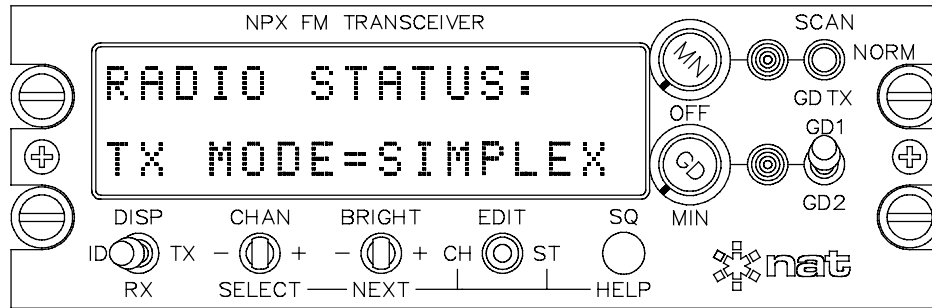 NPX FM TRANSCEIVER
SCAN
MN
NORM
RADIO STATUS:
OFF
GD TX
GD1
TX MODE=SIMPLEX
GD
MIN
GD2
DISP CHAN BRIGHT EDIT SQ
ID TX - + - + CH ST
RX SELECT NEXT HELP
nat